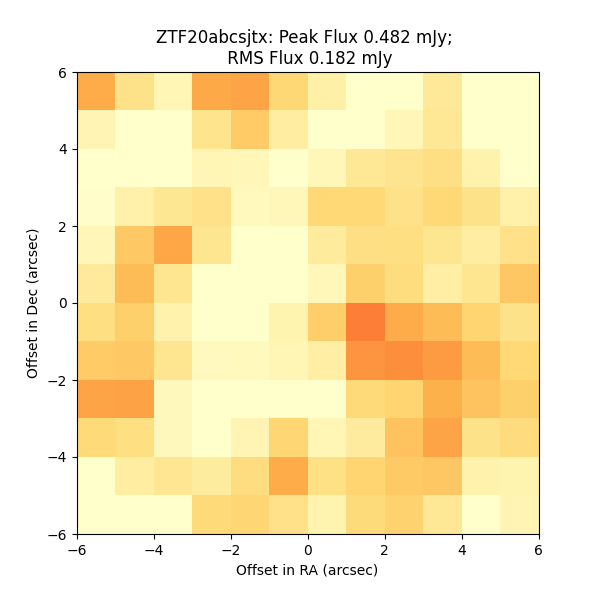 ZTF20abcsjtx: Peak Flux 0.482 mJy;
RMS Flux 0.182 mJy
6
4
2
0
−2
−4
−6
Offset in Dec (arcsec)
−6 −4 −2 0 2 4 6
Offset in RA (arcsec)